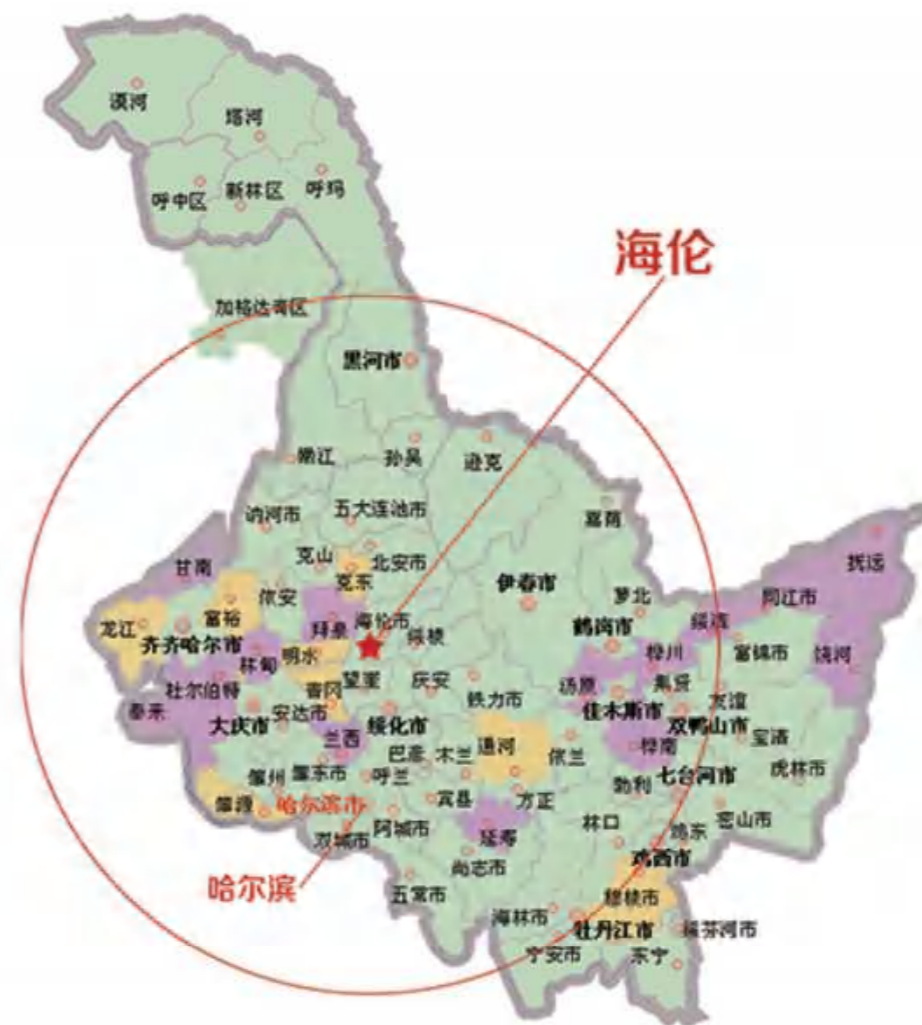 漠河
塔河
呼中区
新林区
呼玛
海伦
加格达奇区
黑河市
嫩江
孙吴
逊克
讷河市
五大连池市
嘉荫
甘南
克山
北安市
克东
伊春市
抚远
依安
富裕
萝北
同江市
龙江
拜泉
海伦市
绥棱
鹤岗市
绥滨
齐齐哈尔市
林甸
明水
桦川
富锦市
饶河
杜尔伯特
青冈
望奎
庆安
铁力市
汤原
集贤
友谊
泰来
大庆市
安达市
绥化市
佳木斯市
双鸭山市
兰西
巴彦
木兰
通河
依兰
桦南
宝清
肇州
肇东市
呼兰
勃利
七台河市
虎林市
肇源
哈尔滨市
宾县
方正
双城市
阿城市
延寿
林口
鸡东
密山市
尚志市
鸡西市
哈尔滨
五常市
穆棱市
海林市
牡丹江市
绥芬河市
宁安市
东宁